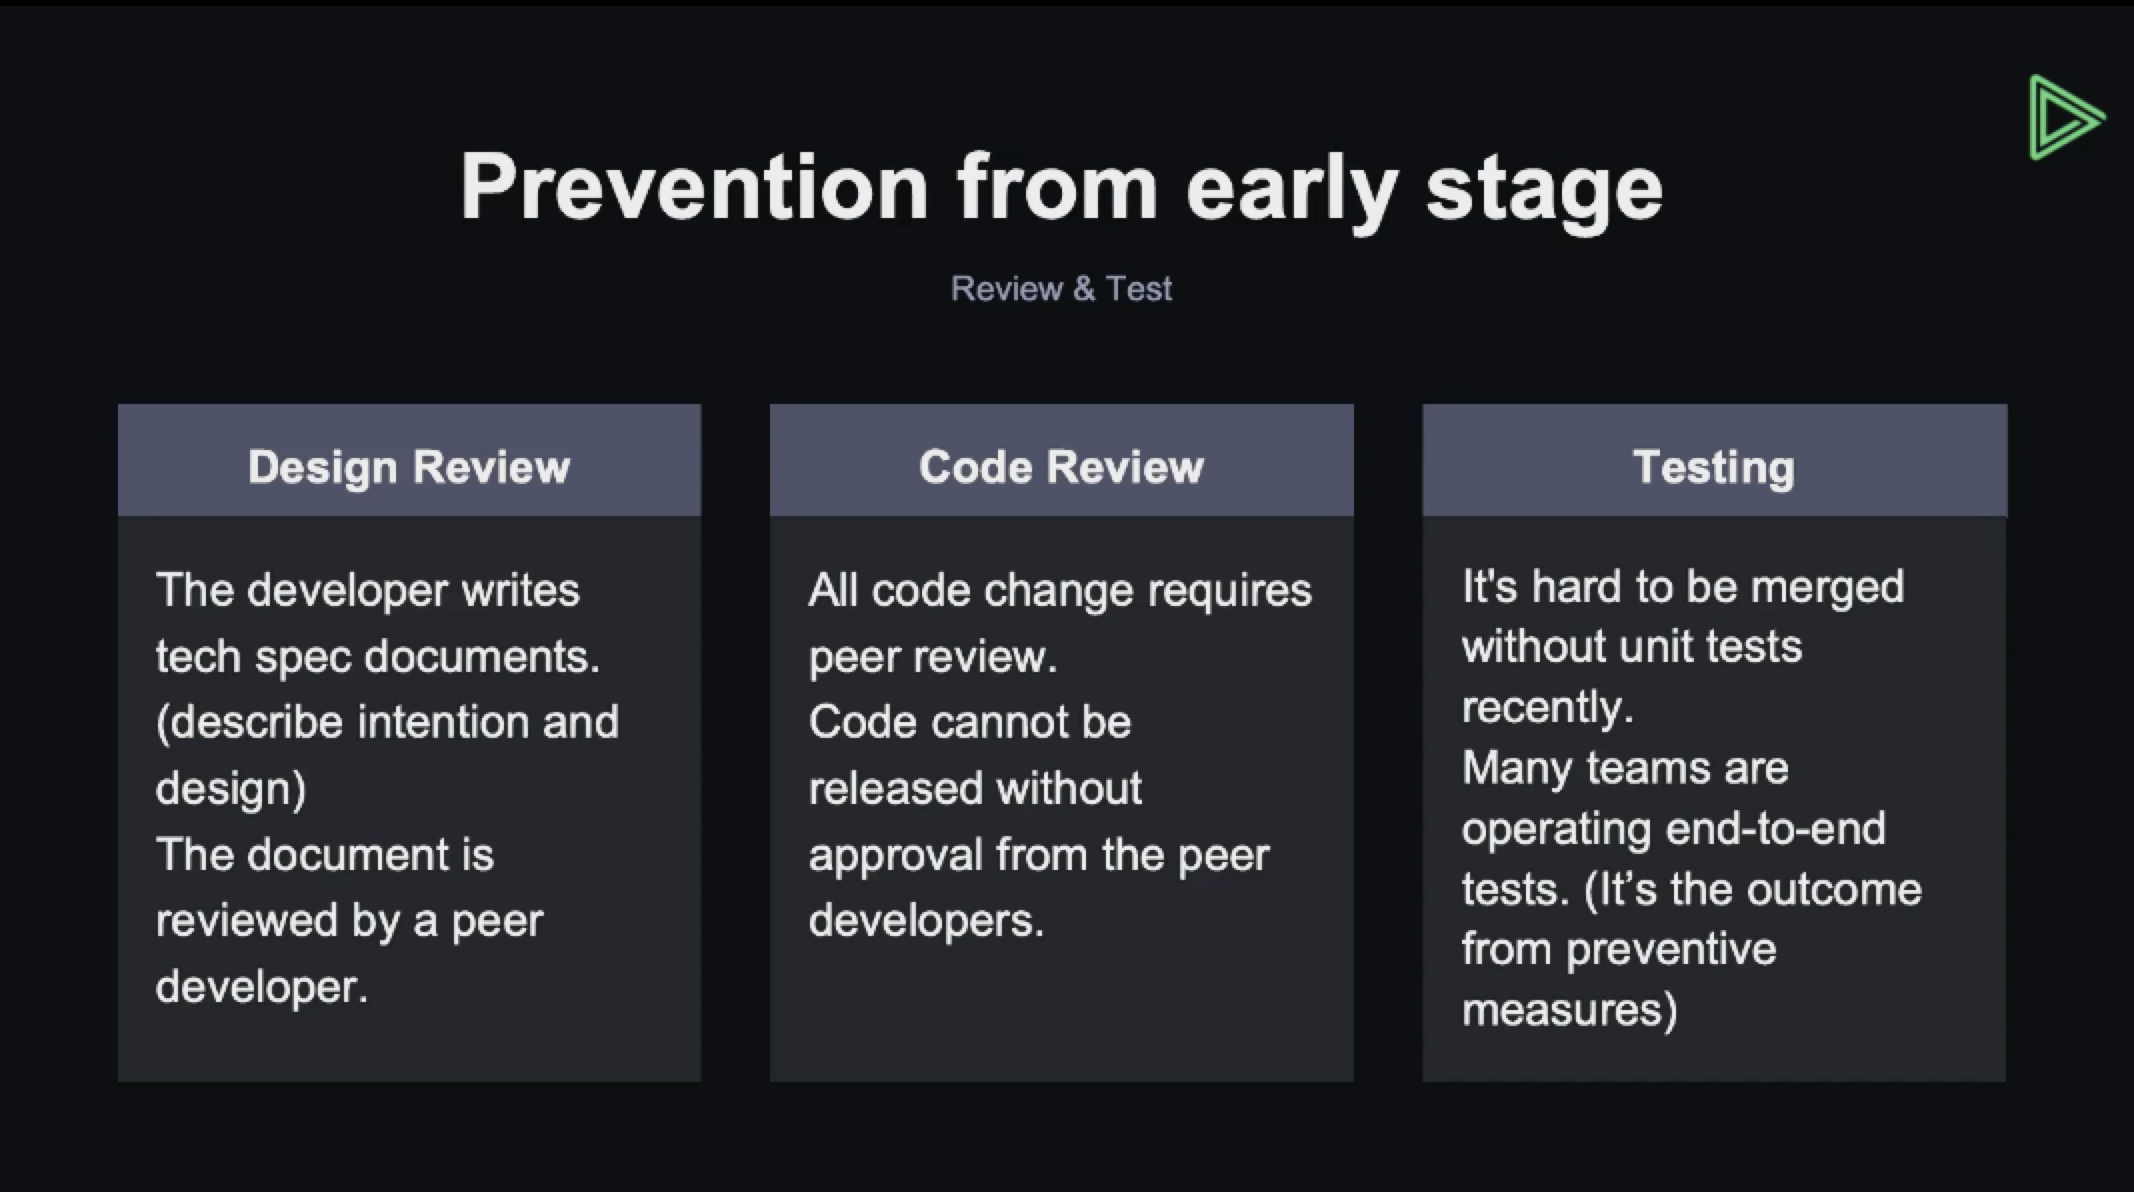 Prevention from early stage
Review & Test
Design Review
The developer writes
tech spec documents.
(describe intention and
design)
The document is
reviewed by a peer
developer.
Code Review
All code change requires
peer review.
Code cannot be
released without
approval from the peer
developers.
Testing
It's hard to be merged
without unit tests
recently.
Many teams are
operating end-to-end
tests. (It’s the outcome
from preventive
measures)